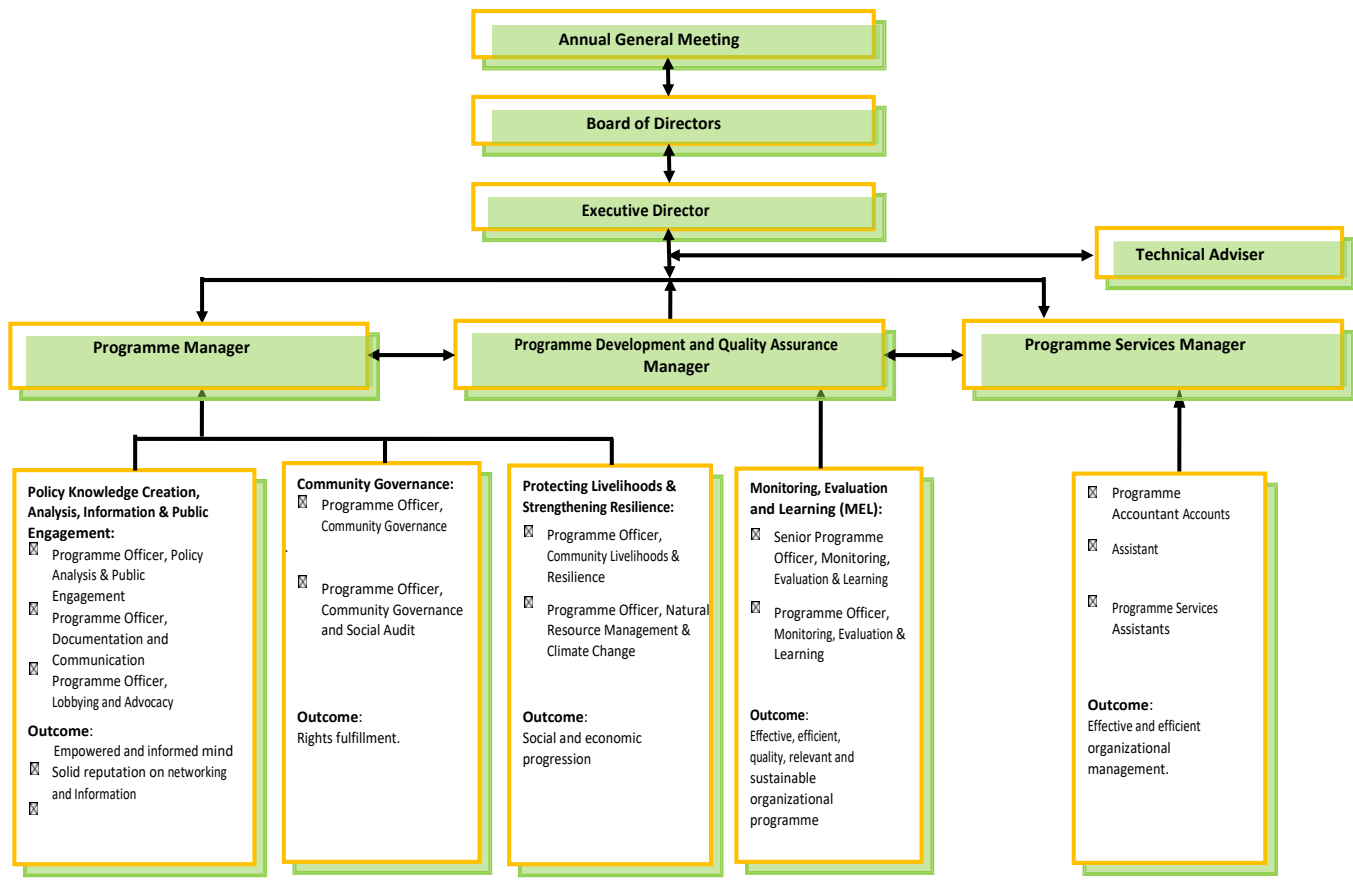 Annual General Meeting
Board of Directors
Executive Director
Technical Adviser
Programme Manager
Programme Development and Quality Assurance
Manager
Programme Services Manager
Policy Knowledge Creation,
Analysis, Information & Public
Engagement:
Programme Officer, Policy
Analysis & Public
Engagement
Programme Officer,
Documentation and
Communication
Programme Officer,
Lobbying and Advocacy
Outcome:
Empowered and informed mind
Solid reputation on networking
and Information
Community Governance:
Programme Officer,
Community Governance
.
Programme Officer,
Community Governance
and Social Audit
Outcome:
Rights fulfillment.
Protecting Livelihoods &
Strengthening Resilience:
Programme Officer,
Community Livelihoods &
Resilience
Programme Officer, Natural
Resource Management &
Climate Change
Outcome:
Social and economic
progression
Monitoring, Evaluation
and Learning (MEL):
Senior Programme
Officer, Monitoring,
Evaluation & Learning
Programme Officer,
Monitoring, Evaluation &
Learning
Outcome:
Effective, efficient,
quality, relevant and
sustainable
organizational
programme
Programme
Accountant Accounts
Assistant
Programme Services
Assistants
Outcome:
Effective and efficient
organizational
management.